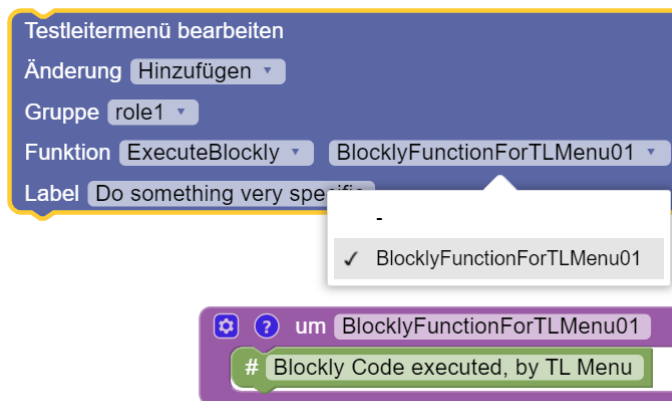 Testleitermenü bearbeiten
Änderung Hinzufügen
Gruppe role1
Funktion ExecuteBlockly BlocklyFunctionForTLMenu01
Label Do something very specific
-
✓ BlocklyFunctionForTLMenu01
? um BlocklyFunctionForTLMenu01
# Blockly Code executed, by TL Menu